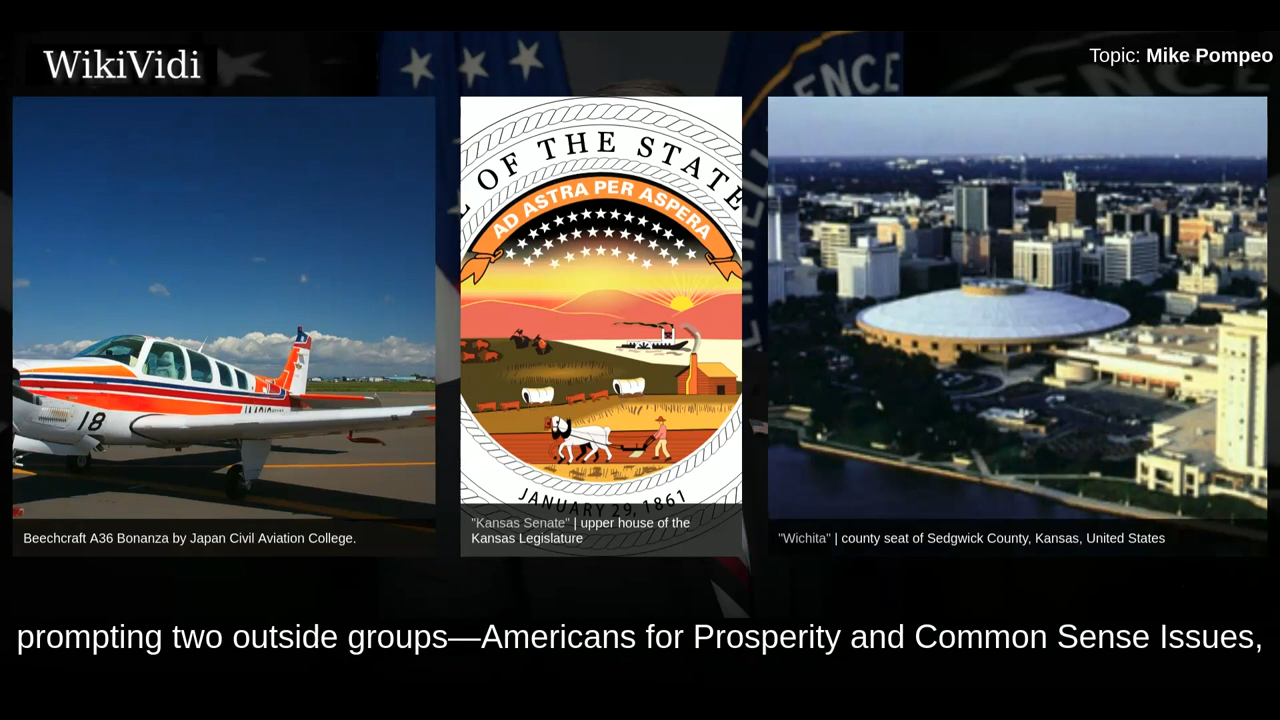 WikiVidi
Topic: Mike Pompeo
ENCE
OF THE STATE
AD ASTRA PER ASPERA
18
JANUARY 29, 1861
Beechcraft A36 Bonanza by Japan Civil Aviation College.
"Kansas Senate" | upper house of the
Kansas Legislature
"Wichita" | county seat of Sedgwick County, Kansas, United States
prompting two outside groups—Americans for Prosperity and Common Sense Issues,